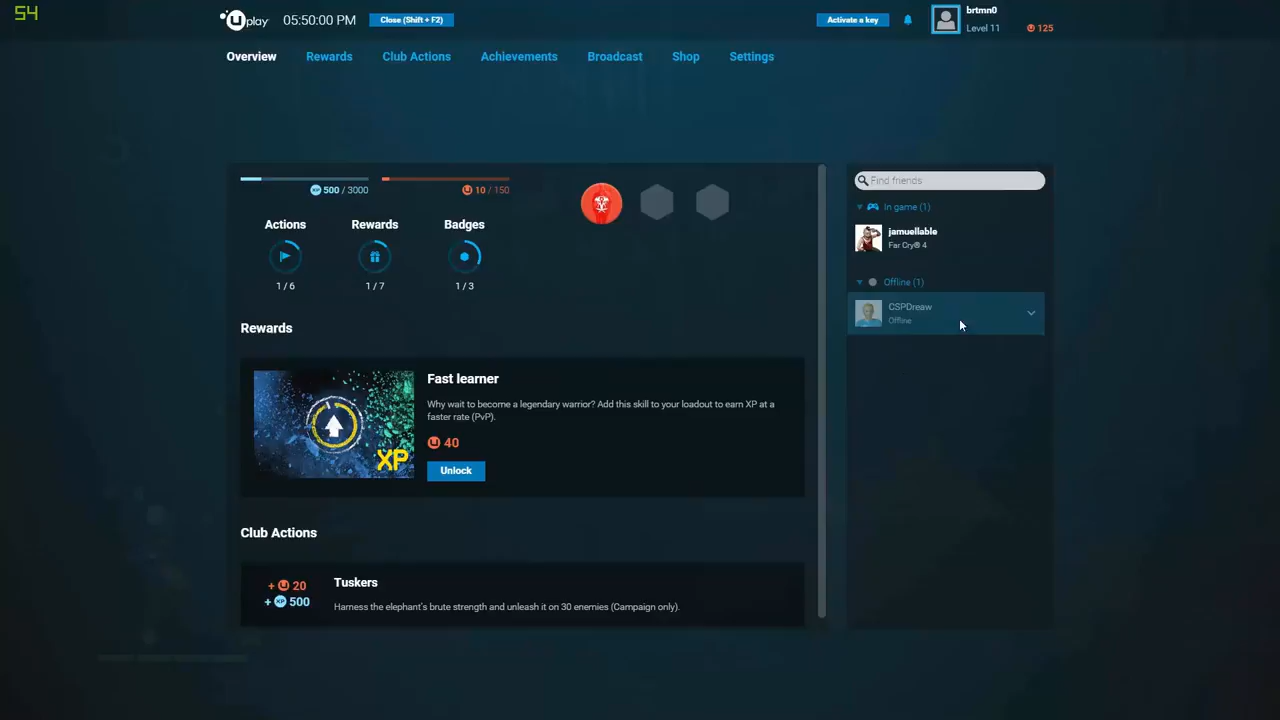 54
uplay 05:50:00 PM Close (Shift + F2) Activate a key
brtmn0
Level 11 125
Overview Rewards Club Actions Achievements Broadcast Shop Settings
XP 500 / 3000 10 / 150
Actions Rewards Badges
1 / 6 1 / 7 1 / 3
Rewards
XP
Fast learner
Why wait to become a legendary warrior? Add this skill to your loadout to earn XP at a
faster rate (PvP).
40
Unlock
Club Actions
+ 20
+ XP 500
Tuskers
Harness the elephant's brute strength and unleash it on 30 enemies (Campaign only).
Find friends
In game (1)
jamuellable
Far Cry® 4
Offline (1)
CSPDreaw
Offline